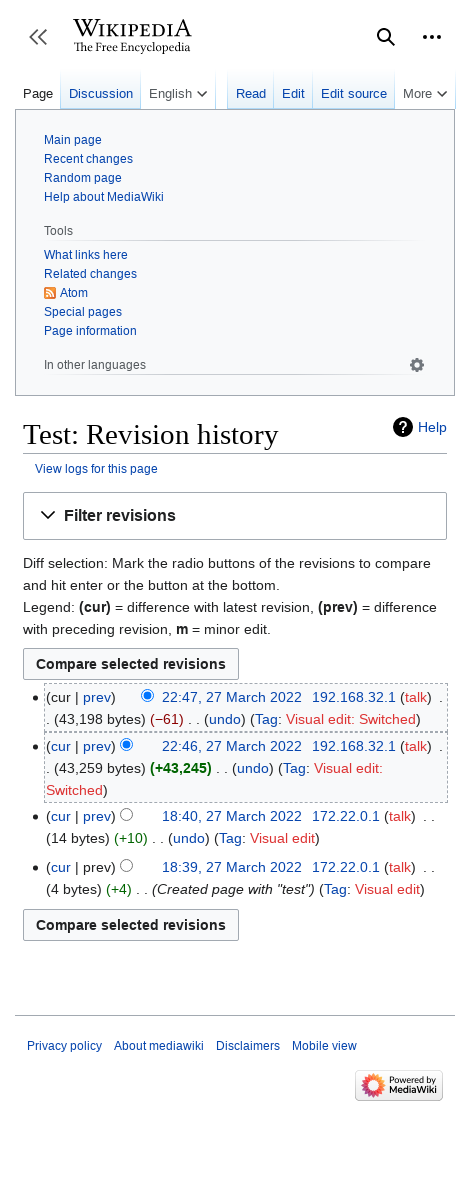 WIKIPEDIA
The Free Encyclopedia
Page Discussion English Read Edit Edit source More
Main page
Recent changes
Random page
Help about MediaWiki
Tools
What links here
Related changes
Atom
Special pages
Page information
In other languages
Test: Revision history
Help
View logs for this page
Filter revisions
Diff selection: Mark the radio buttons of the revisions to compare
and hit enter or the button at the bottom.
Legend: (cur) = difference with latest revision, (prev) = difference
with preceding revision, m = minor edit.
Compare selected revisions
(cur | prev) 22:47, 27 March 2022 192.168.32.1 (talk) .
. (43,198 bytes) (−61) . . (undo) (Tag: Visual edit: Switched)
(cur | prev) 22:46, 27 March 2022 192.168.32.1 (talk) .
. (43,259 bytes) (+43,245) . . (undo) (Tag: Visual edit:
Switched)
(cur | prev) 18:40, 27 March 2022 172.22.0.1 (talk) . .
(14 bytes) (+10) . . (undo) (Tag: Visual edit)
(cur | prev) 18:39, 27 March 2022 172.22.0.1 (talk) . .
(4 bytes) (+4) . . (Created page with "test") (Tag: Visual edit)
Compare selected revisions
Privacy policy About mediawiki Disclaimers Mobile view
Powered by
MediaWiki